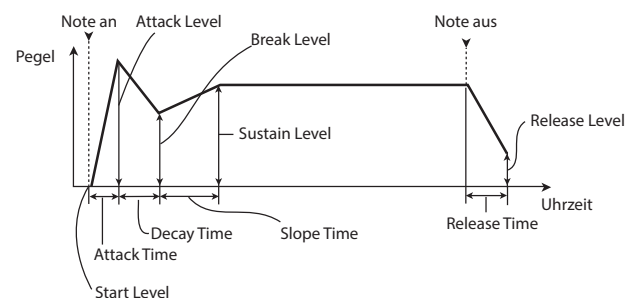 Note an
Attack Level
Note aus
Pegel
Break Level
Release Level
Sustain Level
Uhrzeit
Decay Time
Slope Time
Release Time
Attack Time
Start Level